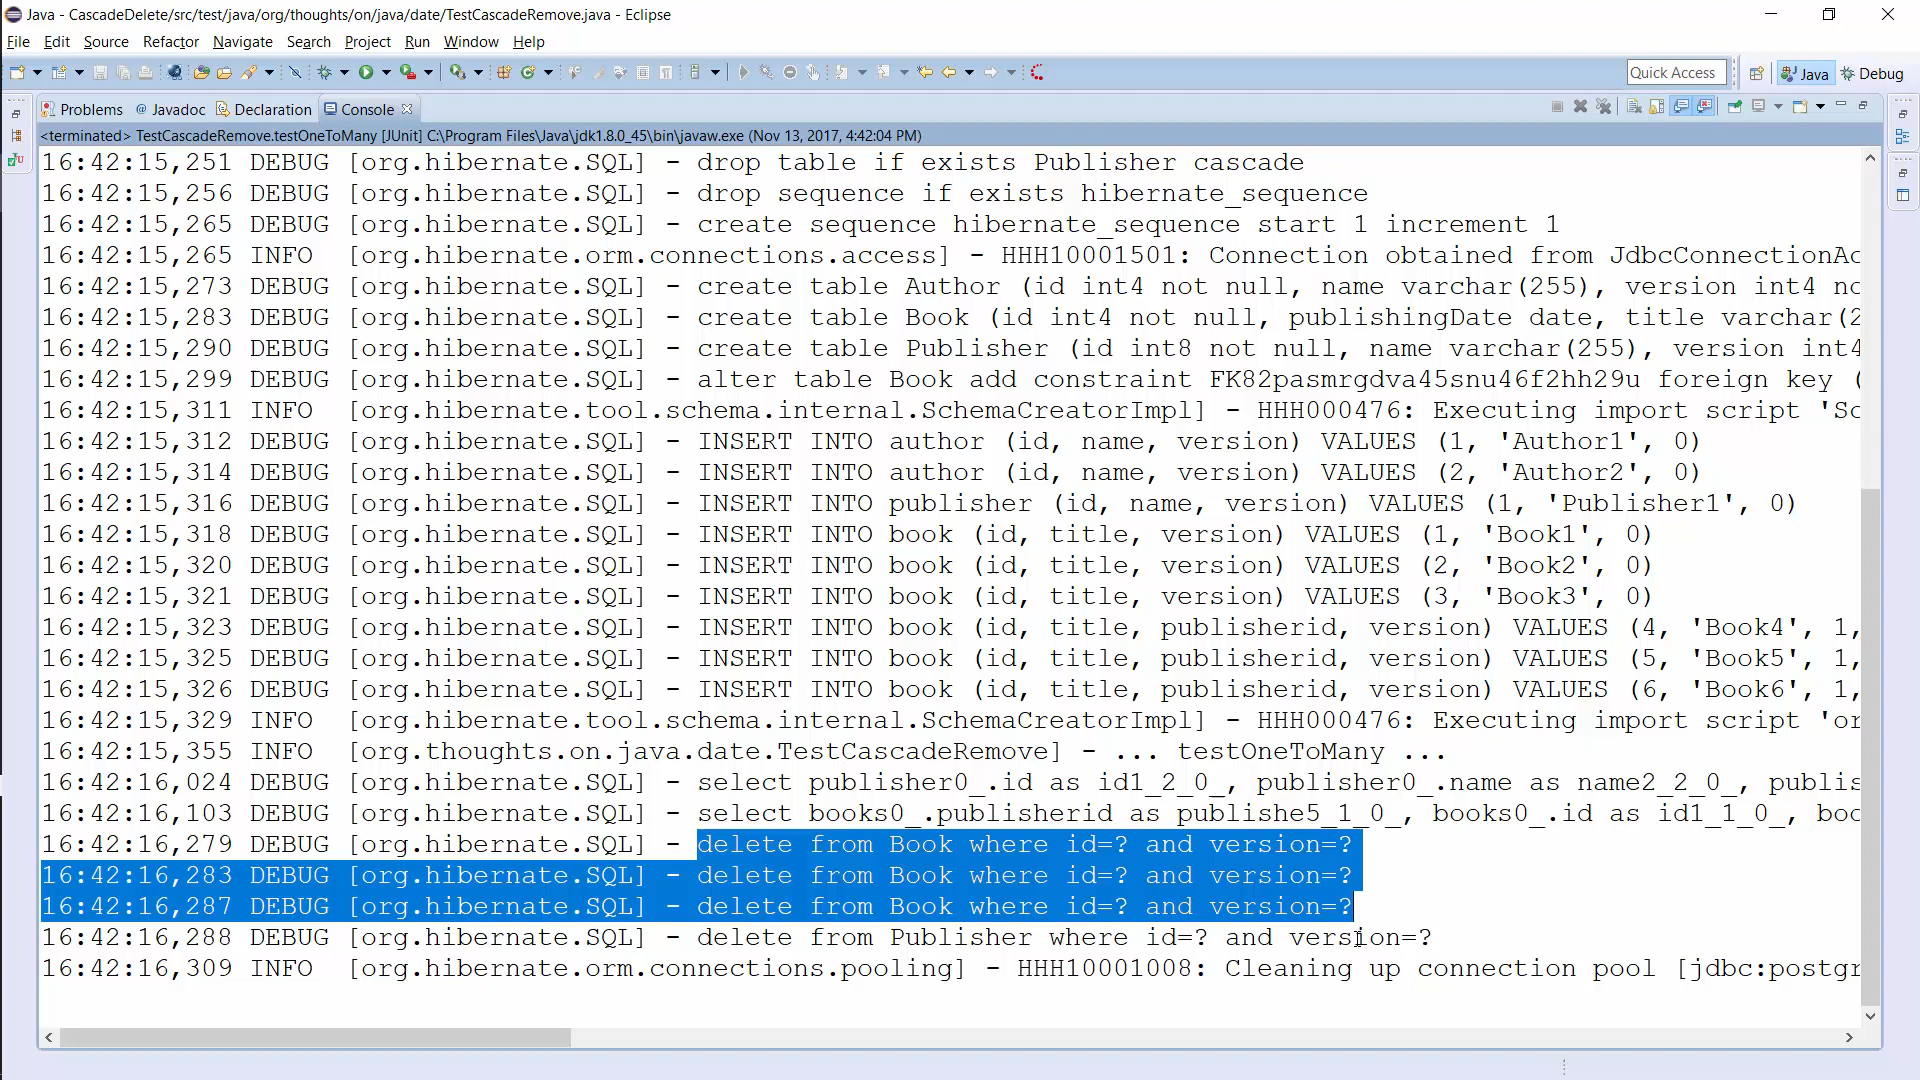 Java - CascadeDelete/src/test/java/org/thoughts/on/java/date/TestCascadeRemove.java - Eclipse
File Edit Source Refactor Navigate Search Project Run Window Help
Quick Access Java Debug
Problems Javadoc Declaration Console
<terminated> TestCascadeRemove.testOneToMany [JUnit] C:\Program Files\Java\jdk1.8.0_45\bin\javaw.exe (Nov 13, 2017, 4:42:04 PM)
16:42:15,251 DEBUG [org.hibernate.SQL] - drop table if exists Publisher cascade
16:42:15,256 DEBUG [org.hibernate.SQL] - drop sequence if exists hibernate_sequence
16:42:15,265 DEBUG [org.hibernate.SQL] - create sequence hibernate_sequence start 1 increment 1
16:42:15,265 INFO [org.hibernate.orm.connections.access] - HHH10001501: Connection obtained from JdbcConnectionAc
16:42:15,273 DEBUG [org.hibernate.SQL] - create table Author (id int4 not null, name varchar(255), version int4 no
16:42:15,283 DEBUG [org.hibernate.SQL] - create table Book (id int4 not null, publishingDate date, title varchar(2
16:42:15,290 DEBUG [org.hibernate.SQL] - create table Publisher (id int8 not null, name varchar(255), version int4
16:42:15,299 DEBUG [org.hibernate.SQL] - alter table Book add constraint FK82pasmrgdva45snu46f2hh29u foreign key (
16:42:15,311 INFO [org.hibernate.tool.schema.internal.SchemaCreatorImpl] - HHH000476: Executing import script 'Sc
16:42:15,312 DEBUG [org.hibernate.SQL] - INSERT INTO author (id, name, version) VALUES (1, 'Author1', 0)
16:42:15,314 DEBUG [org.hibernate.SQL] - INSERT INTO author (id, name, version) VALUES (2, 'Author2', 0)
16:42:15,316 DEBUG [org.hibernate.SQL] - INSERT INTO publisher (id, name, version) VALUES (1, 'Publisher1', 0)
16:42:15,318 DEBUG [org.hibernate.SQL] - INSERT INTO book (id, title, version) VALUES (1, 'Book1', 0)
16:42:15,320 DEBUG [org.hibernate.SQL] - INSERT INTO book (id, title, version) VALUES (2, 'Book2', 0)
16:42:15,321 DEBUG [org.hibernate.SQL] - INSERT INTO book (id, title, version) VALUES (3, 'Book3', 0)
16:42:15,323 DEBUG [org.hibernate.SQL] - INSERT INTO book (id, title, publisherid, version) VALUES (4, 'Book4', 1,
16:42:15,325 DEBUG [org.hibernate.SQL] - INSERT INTO book (id, title, publisherid, version) VALUES (5, 'Book5', 1,
16:42:15,326 DEBUG [org.hibernate.SQL] - INSERT INTO book (id, title, publisherid, version) VALUES (6, 'Book6', 1,
16:42:15,329 INFO [org.hibernate.tool.schema.internal.SchemaCreatorImpl] - HHH000476: Executing import script 'or
16:42:15,355 INFO [org.thoughts.on.java.date.TestCascadeRemove] - ... testOneToMany ...
16:42:16,024 DEBUG [org.hibernate.SQL] - select publisher0_.id as id1_2_0_, publisher0_.name as name2_2_0_, publis
16:42:16,103 DEBUG [org.hibernate.SQL] - select books0_.publisherid as publishe5_1_0_, books0_.id as id1_1_0_, boo
16:42:16,279 DEBUG [org.hibernate.SQL] - delete from Book where id=? and version=?
16:42:16,283 DEBUG [org.hibernate.SQL] - delete from Book where id=? and version=?
16:42:16,287 DEBUG [org.hibernate.SQL] - delete from Book where id=? and version=?
16:42:16,288 DEBUG [org.hibernate.SQL] - delete from Publisher where id=? and version=?
16:42:16,309 INFO [org.hibernate.orm.connections.pooling] - HHH10001008: Cleaning up connection pool [jdbc:postgr